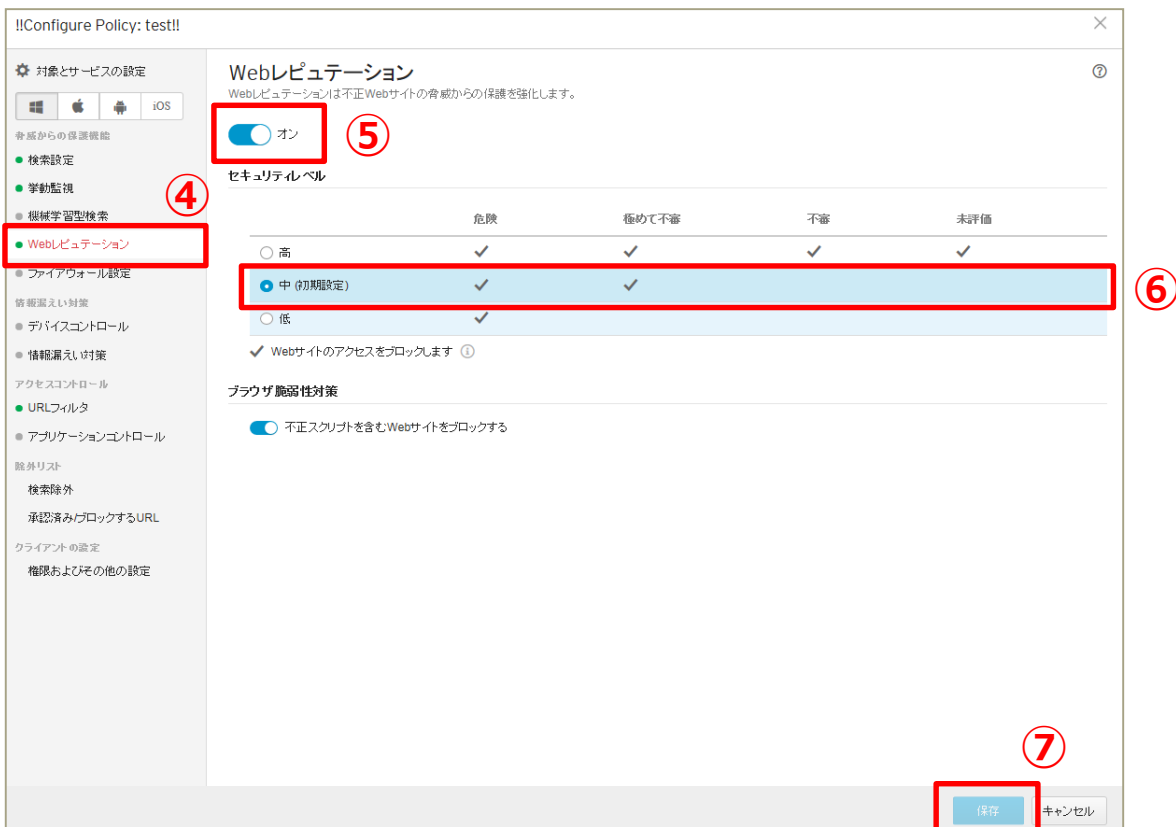 !!Configure Policy: test!!
対象とサービスの設定
iOS
脅威からの保護機能
検索設定
挙動監視
④
機械学習型検索
Webレピュテーション
ファイアウォール設定
情報漏えい対策
デバイスコントロール
情報漏えい対策
アクセスコントロール
URLフィルタ
アプリケーションコントロール
除外リスト
検索除外
承認済み/ブロックするURL
クライアントの設定
権限およびその他の設定
Webレピュテーション
Webレピュテーションは不正Webサイトの脅威からの保護を強化します。
オン
⑤
セキュリティレベル
危険 極めて不審 不審 未評価
高 ✓ ✓ ✓ ✓
中 (初期設定) ✓ ✓
⑥
低 ✓
✓ Webサイトのアクセスをブロックします
ブラウザ脆弱性対策
不正スクリプトを含むWebサイトをブロックする
⑦
保存 キャンセル